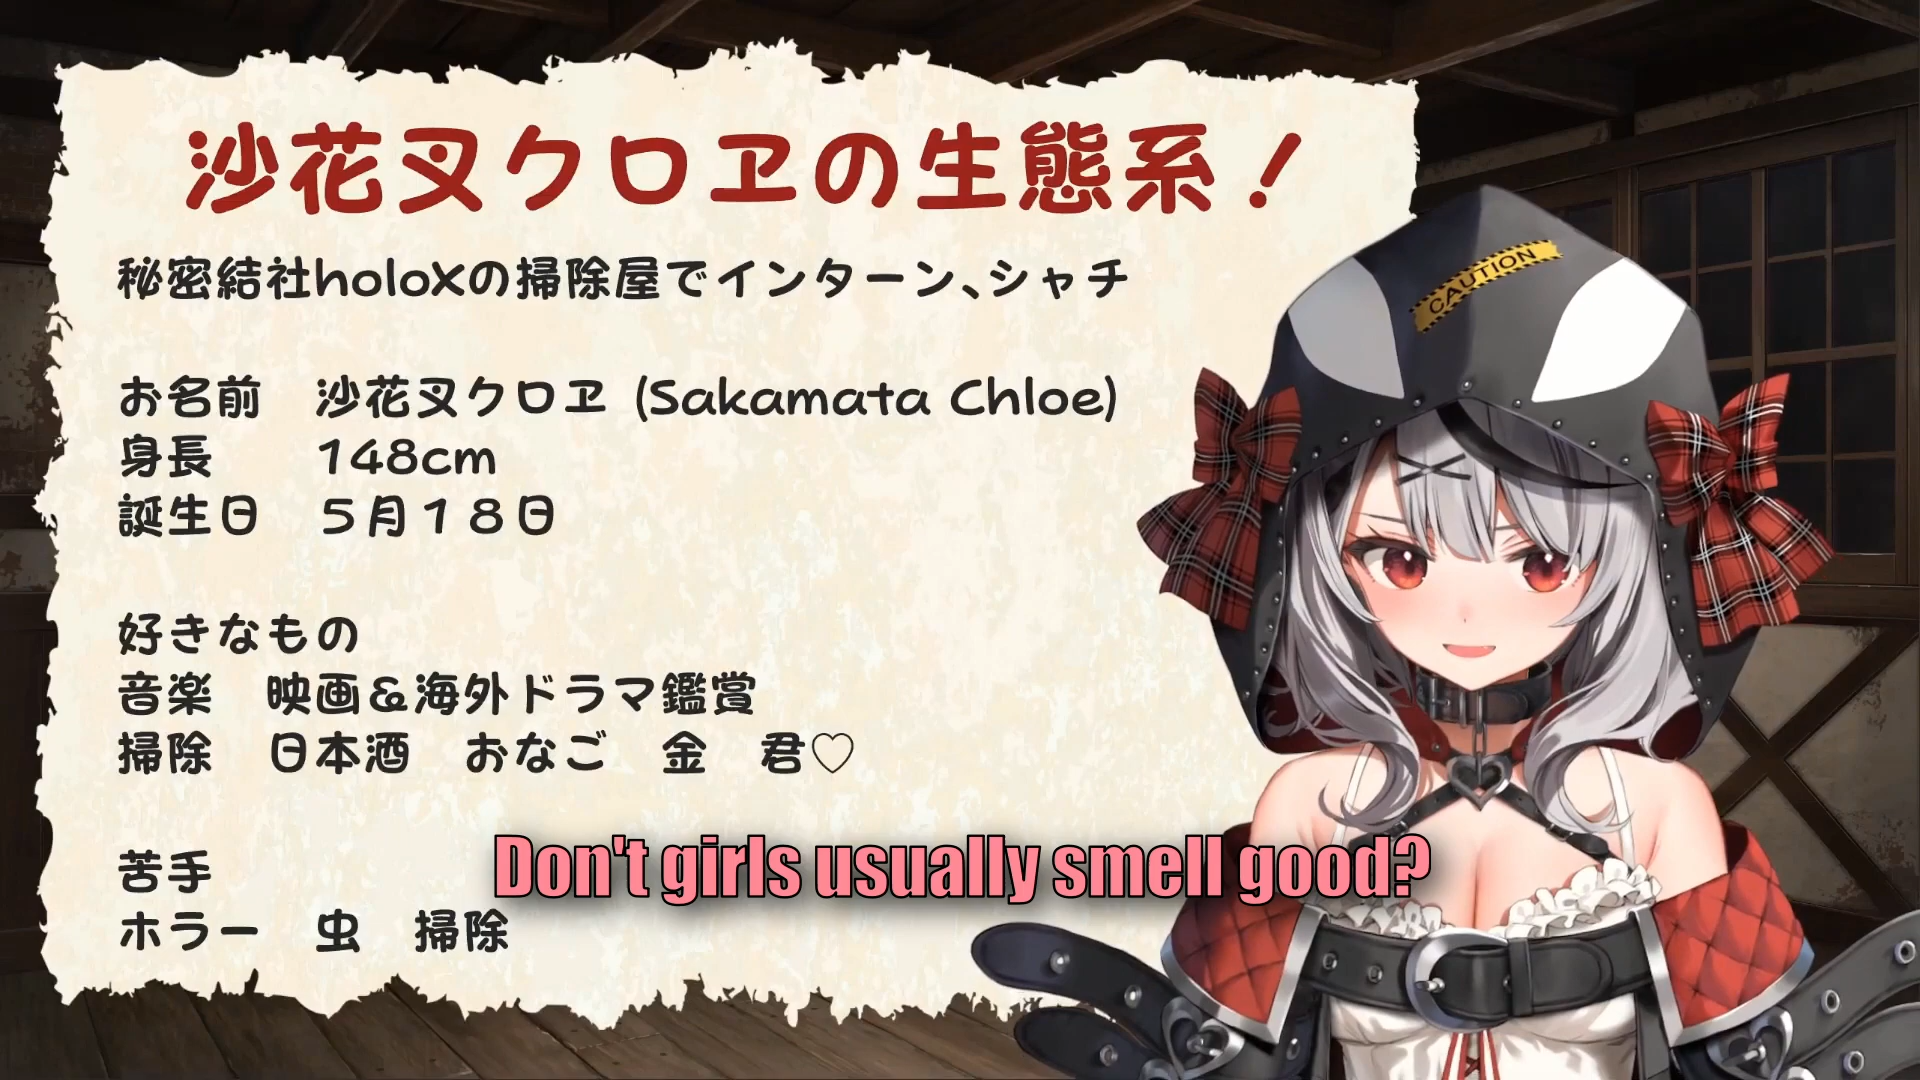 沙花叉クロヱの生態系！
CAUTION
秘密結社holoXの掃除屋でインターン、シャチ
お名前　沙花叉クロヱ (Sakamata Chloe)
身長　　148cm
誕生日　５月１８日
好きなもの
音楽　映画＆海外ドラマ鑑賞
掃除　日本酒　おなご　金　君♡
Don't girls usually smell good?
苦手
ホラー　虫　掃除